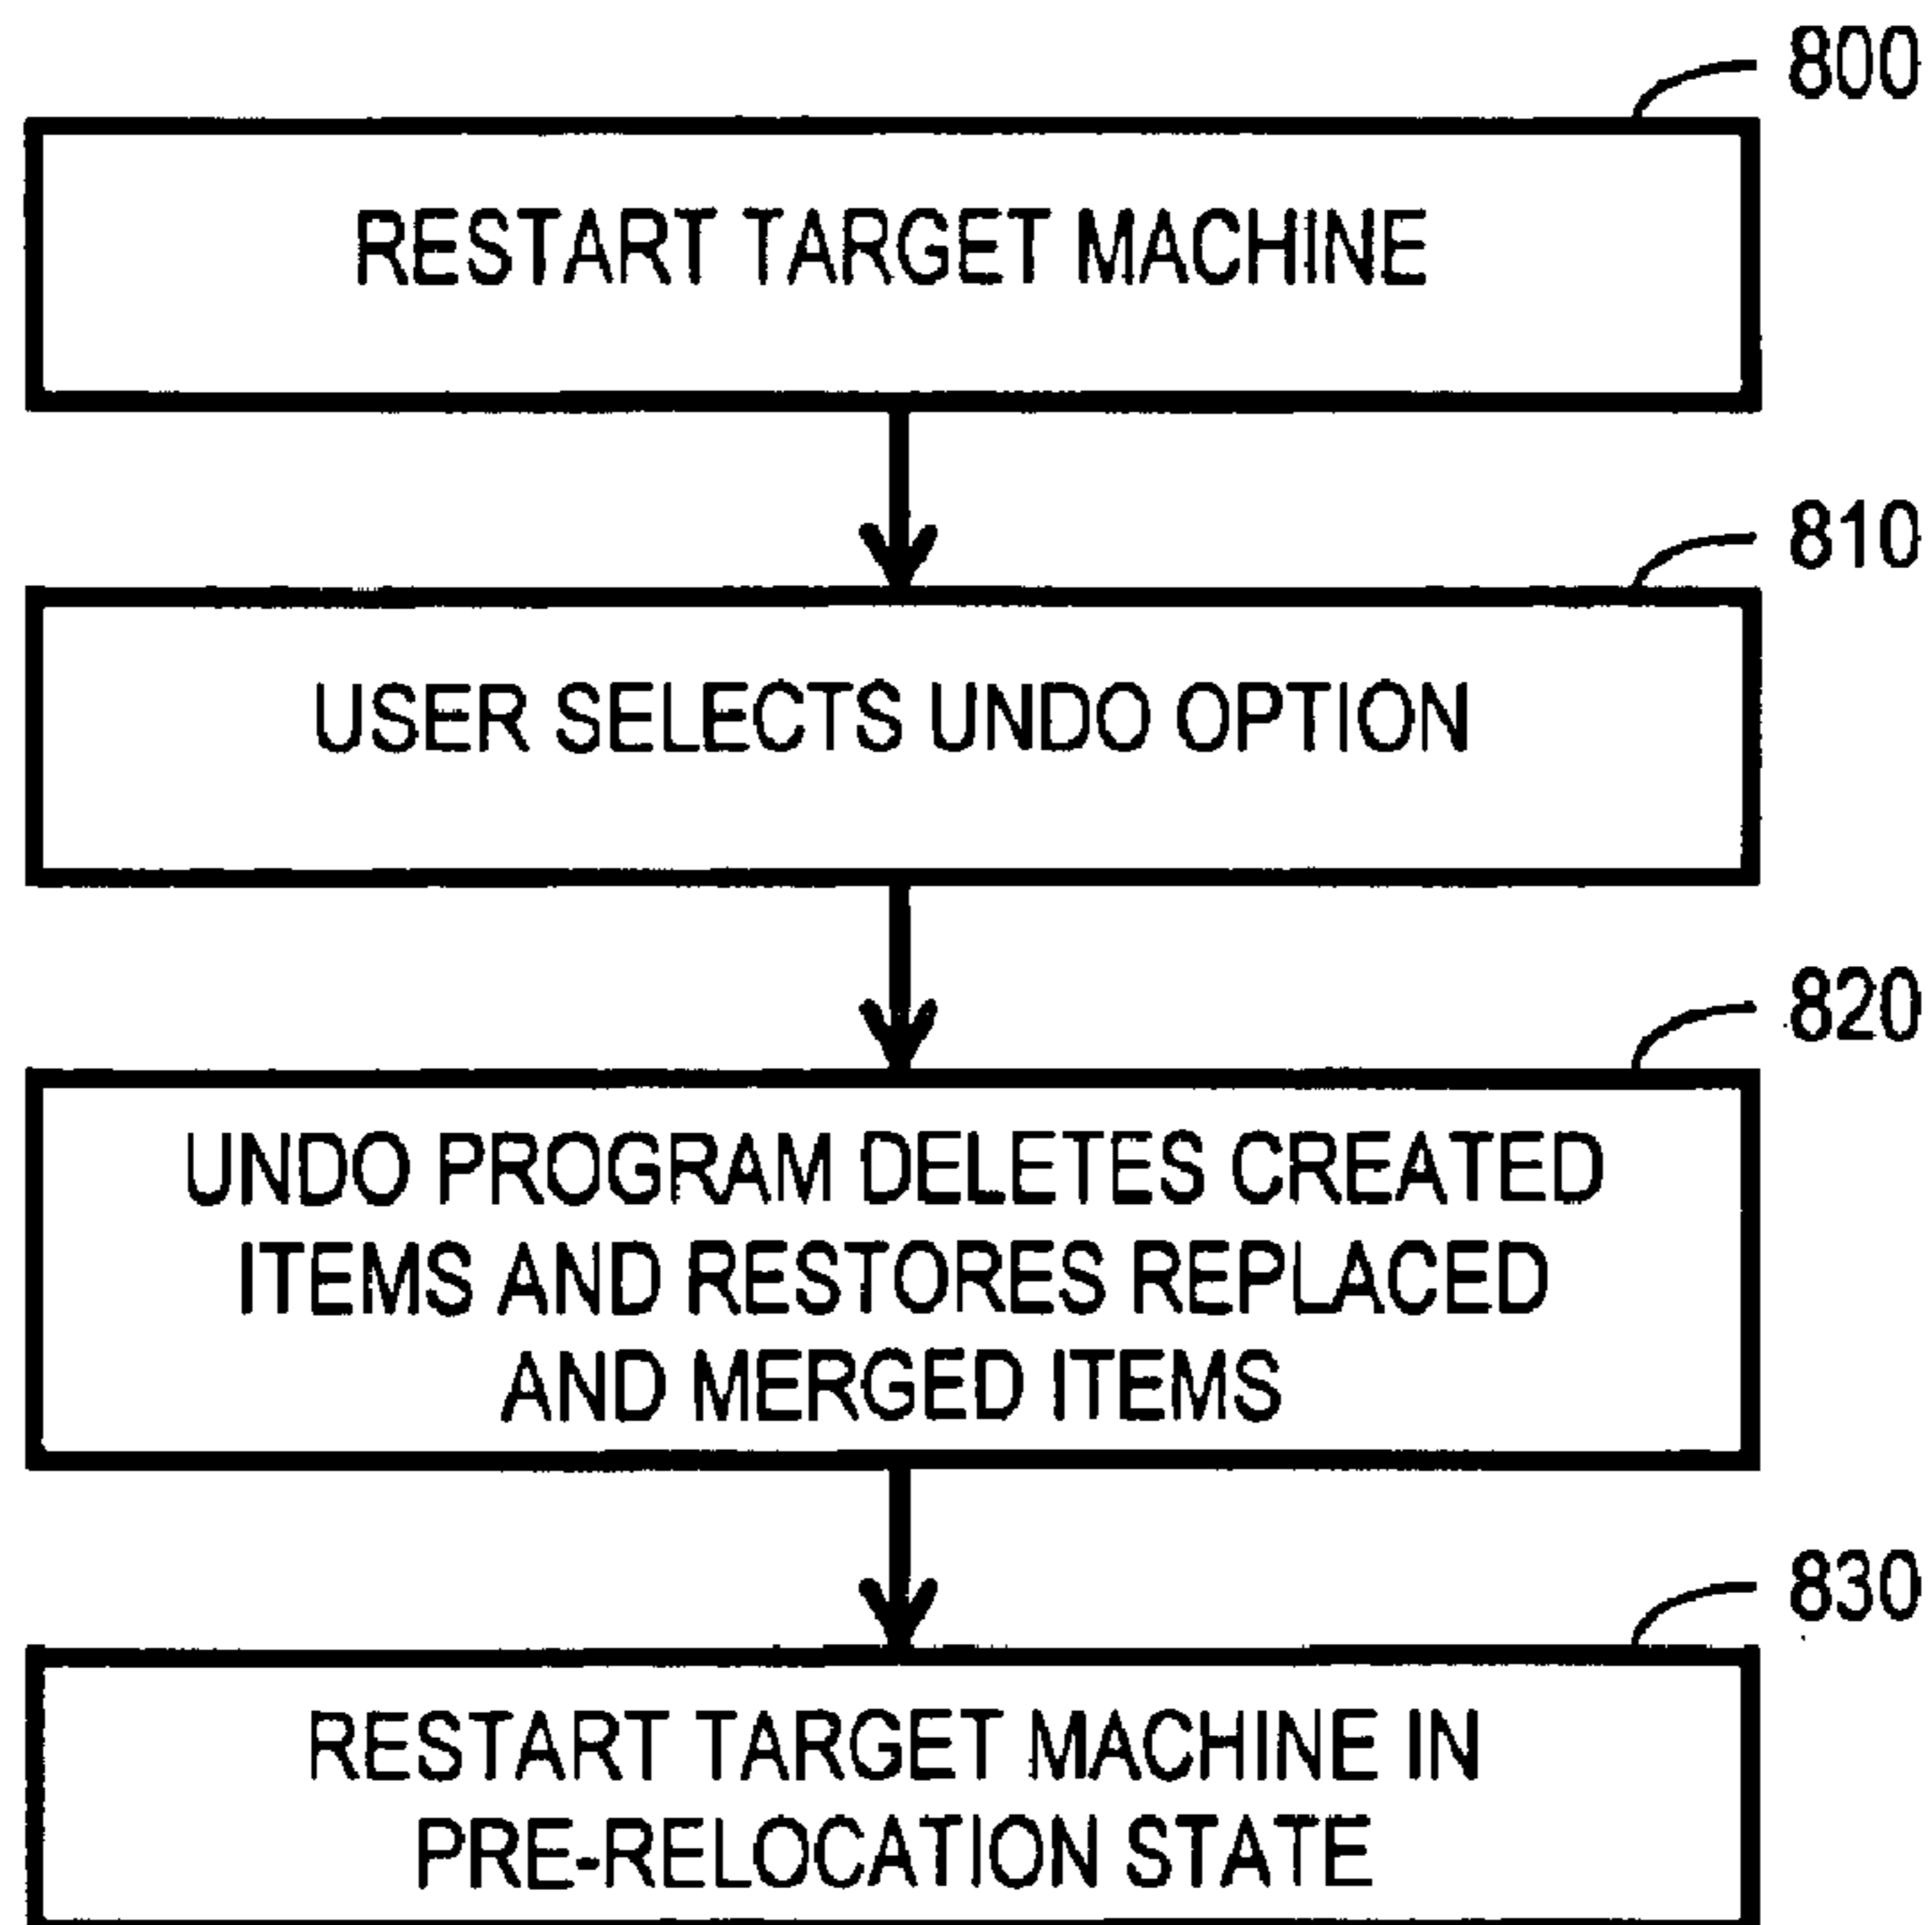 800
RESTART TARGET MACHINE
810
USER SELECTS UNDO OPTION
820
UNDO PROGRAM DELETES CREATED
ITEMS AND RESTORES REPLACED
AND MERGED ITEMS
830
RESTART TARGET MACHINE IN
PRE-RELOCATION STATE